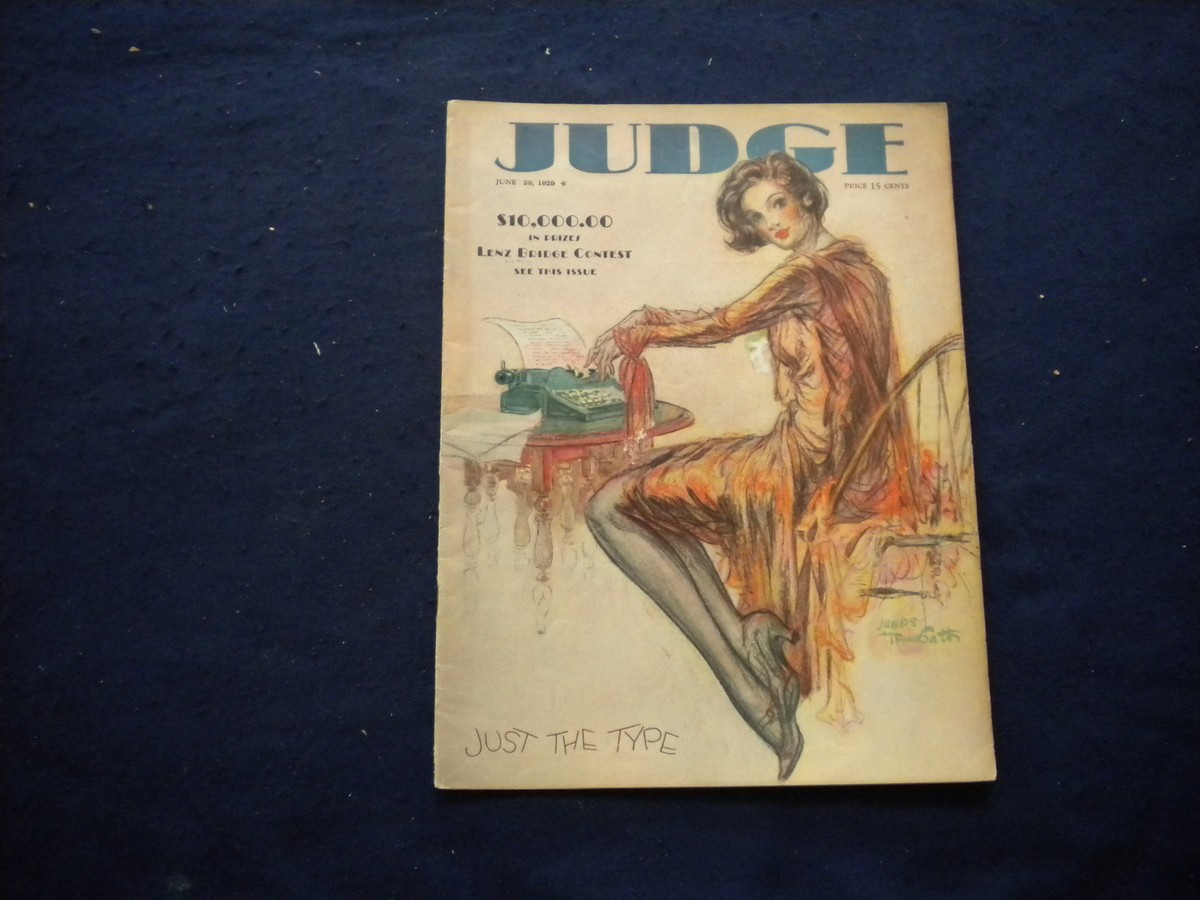 JUDGE
JUNE 29, 1929
PRICE 15 CENTS
$10,000.00
IN PRIZES
LENZ BRIDGE CONTEST
SEE THIS ISSUE
JUST THE TYPE